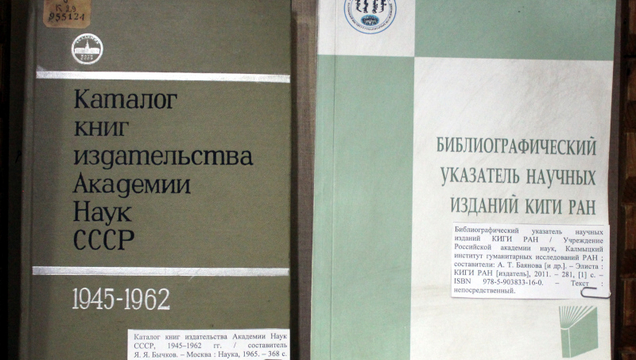 Р55124
Каталог
книг
издательства
Академии
Наук
СССР
1945-1962
Каталог книг издательства Академии Наук
СССР, 1945–1962 гг. / составитель
Я. Я. Бычков. – Москва : Наука, 1965. – 368 с.
БИБЛИОГРАФИЧЕСКИЙ
УКАЗАТЕЛЬ НАУЧНЫХ
ИЗДАНИЙ КИГИ РАН
Библиографический указатель научных
изданий КИГИ РАН / Учреждение
Российской академии наук, Калмыцкий
институт гуманитарных исследований РАН ;
составители: А. Т. Баянова [и др.]. – Элиста :
КИГИ РАН [издатель], 2011. – 281, [1] с. –
ISBN 978-5-903833-16-0. – Текст :
непосредственный.